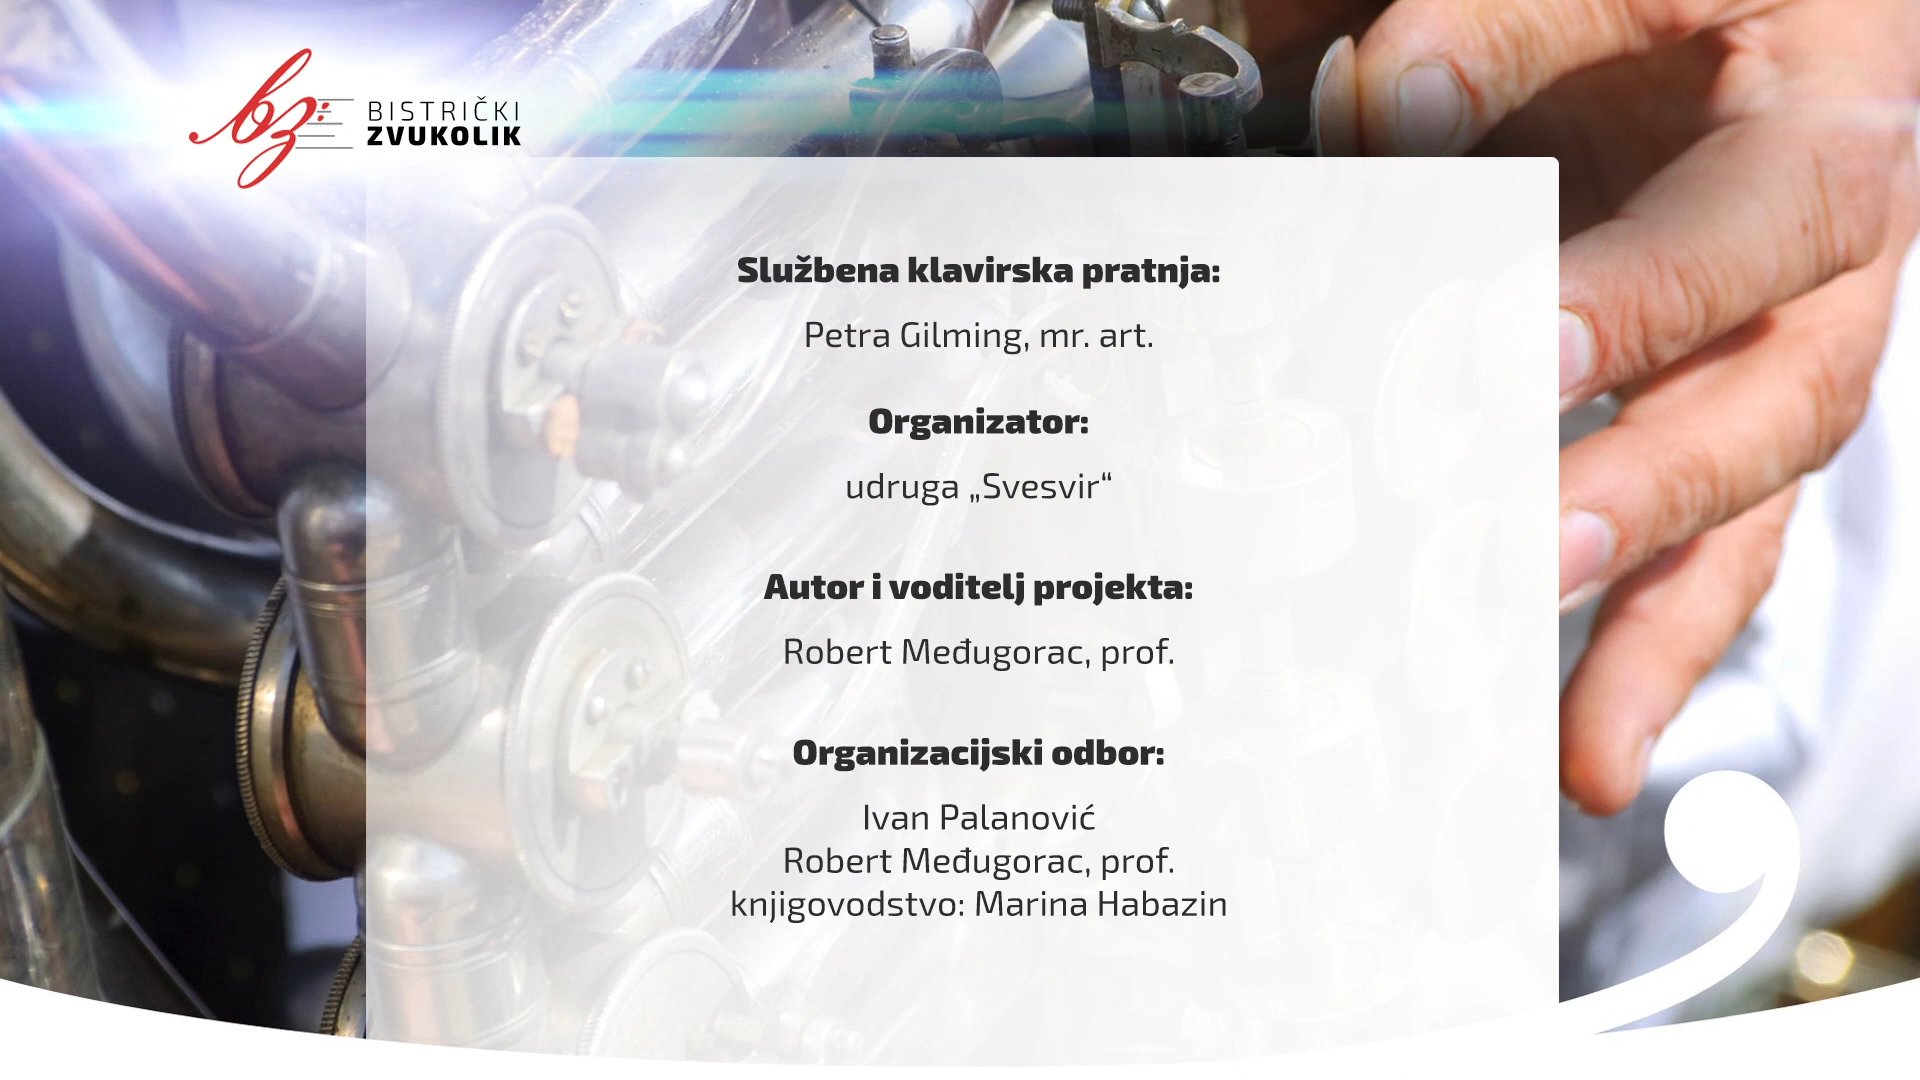 bz:
BISTRIČKI
ZVUKOLIK
Službena klavirska pratnja:
Petra Gilming, mr. art.
Organizator:
udruga „Svesvir“
Autor i voditelj projekta:
Robert Međugorac, prof.
Organizacijski odbor:
Ivan Palanović
Robert Međugorac, prof.
knjigovodstvo: Marina Habazin